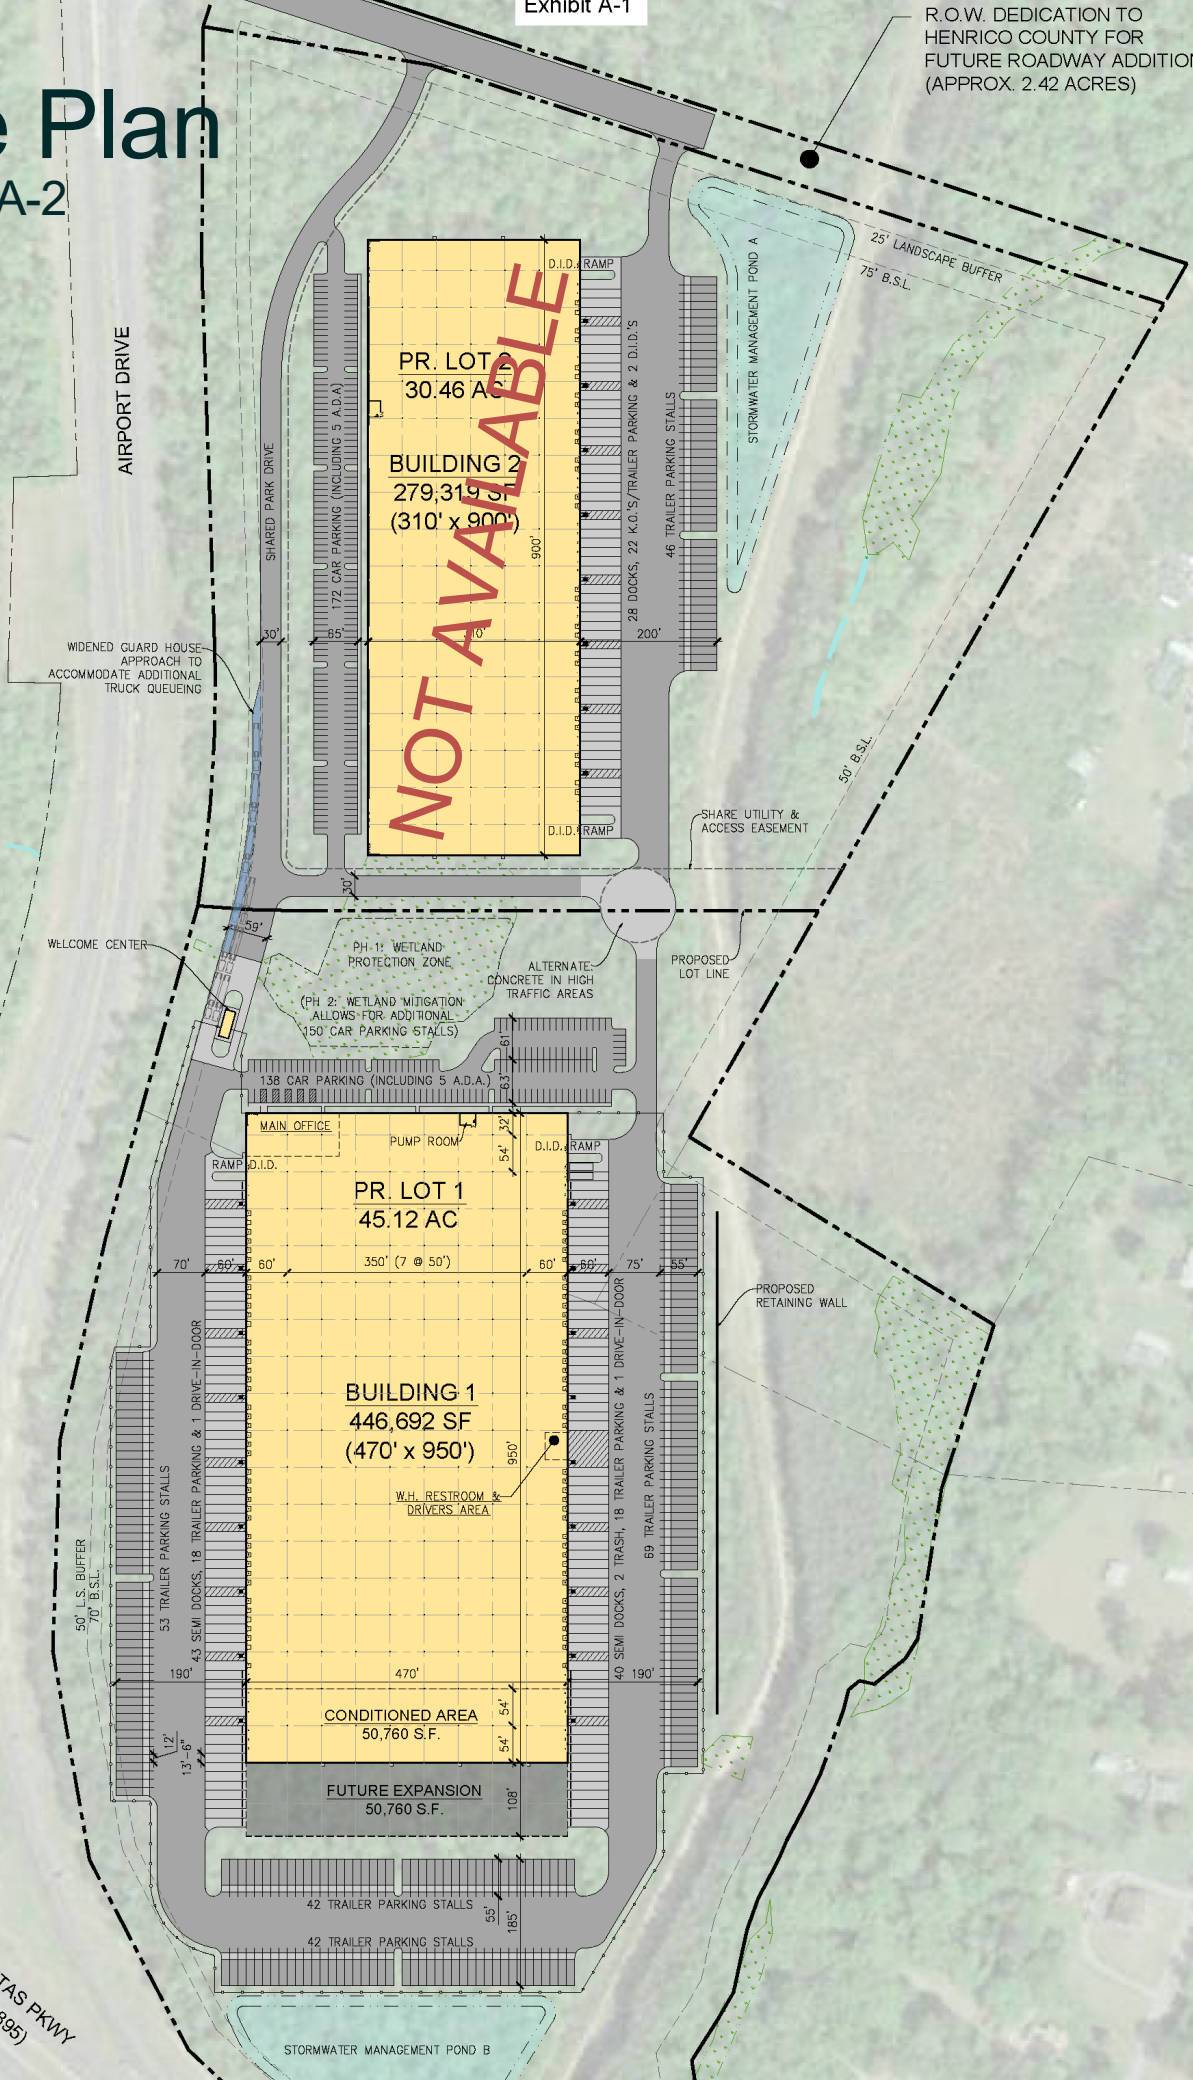 Exhibit A-1
R.O.W. DEDICATION TO
HENRICO COUNTY FOR
FUTURE ROADWAY ADDITION
(APPROX. 2.42 ACRES)
Plan
A-2
25' LANDSCAPE BUFFER
75' B.S.L.
STORMWATER MANAGEMENT POND A
AIRPORT DRIVE
SHARED PARK DRIVE
172 CAR PARKING (INCLUDING 5 A.D.A)
D.I.D. RAMP
PR. LOT 2
30.46 AC
BUILDING 2
279,319 SF
(310' x 900')
NOT AVAILABLE
900'
28 DOCKS, 22 K.O.'S/TRAILER PARKING & 2 D.I.D.'S
46 TRAILER PARKING STALLS
30'
65'
200'
WIDENED GUARD HOUSE
APPROACH TO
ACCOMMODATE ADDITIONAL
TRUCK QUEUEING
50' B.S.L.
D.I.D. RAMP
SHARE UTILITY &
ACCESS EASEMENT
30'
59'
WELCOME CENTER
PH 1: WETLAND
PROTECTION ZONE
(PH 2: WETLAND MITIGATION
ALLOWS FOR ADDITIONAL
150 CAR PARKING STALLS)
ALTERNATE:
CONCRETE IN HIGH
TRAFFIC AREAS
PROPOSED
LOT LINE
61'
63'
138 CAR PARKING (INCLUDING 5 A.D.A.)
MAIN OFFICE
PUMP ROOM
32'
54'
D.I.D. RAMP
RAMP D.I.D.
PR. LOT 1
45.12 AC
70'
60'
60'
350' (7 @ 50')
60'
60'
75'
55'
PROPOSED
RETAINING WALL
BUILDING 1
446,692 SF
(470' x 950')
950'
W.H. RESTROOM &
DRIVERS AREA
53 TRAILER PARKING STALLS
43 SEMI DOCKS, 18 TRAILER PARKING & 1 DRIVE-IN-DOOR
40 SEMI DOCKS, 2 TRASH, 18 TRAILER PARKING & 1 DRIVE-IN-DOOR
69 TRAILER PARKING STALLS
50' L.S. BUFFER
70' B.S.L.
190'
470'
190'
CONDITIONED AREA
50,760 S.F.
54'
54'
12'
13'-6"
FUTURE EXPANSION
50,760 S.F.
108'
42 TRAILER PARKING STALLS
55'
185'
42 TRAILER PARKING STALLS
TAS PKWY
895)
STORMWATER MANAGEMENT POND B